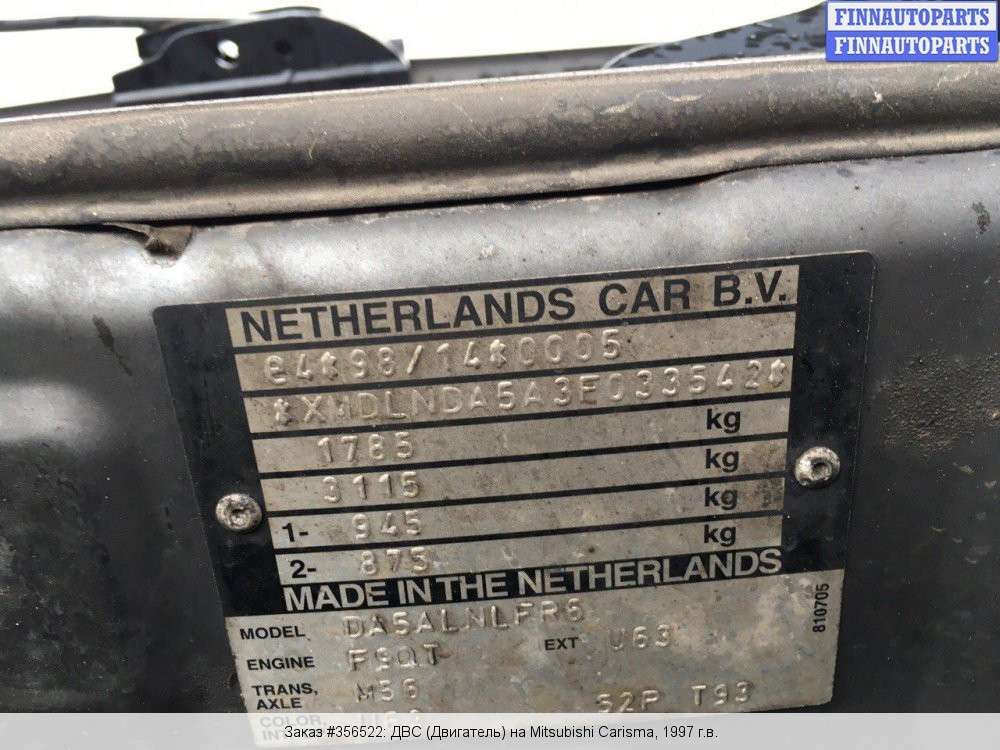 FINNAUTOPARTS
FINNAUTOPARTS
NETHERLANDS CAR B.V.
e4*98/14*0005
*XMDLNDA5A3F033542*
1785 kg
3115 kg
1- 945 kg
2- 875 kg
MADE IN THE NETHERLANDS
810705
MODEL DA5ALNLFR6
ENGINE F9QT EXT U63
TRANS, AXLE M56 S2P T93
COLOR,
INT
Заказ #356522: ДВС (Двигатель) на Mitsubishi Carisma, 1997 г.в.